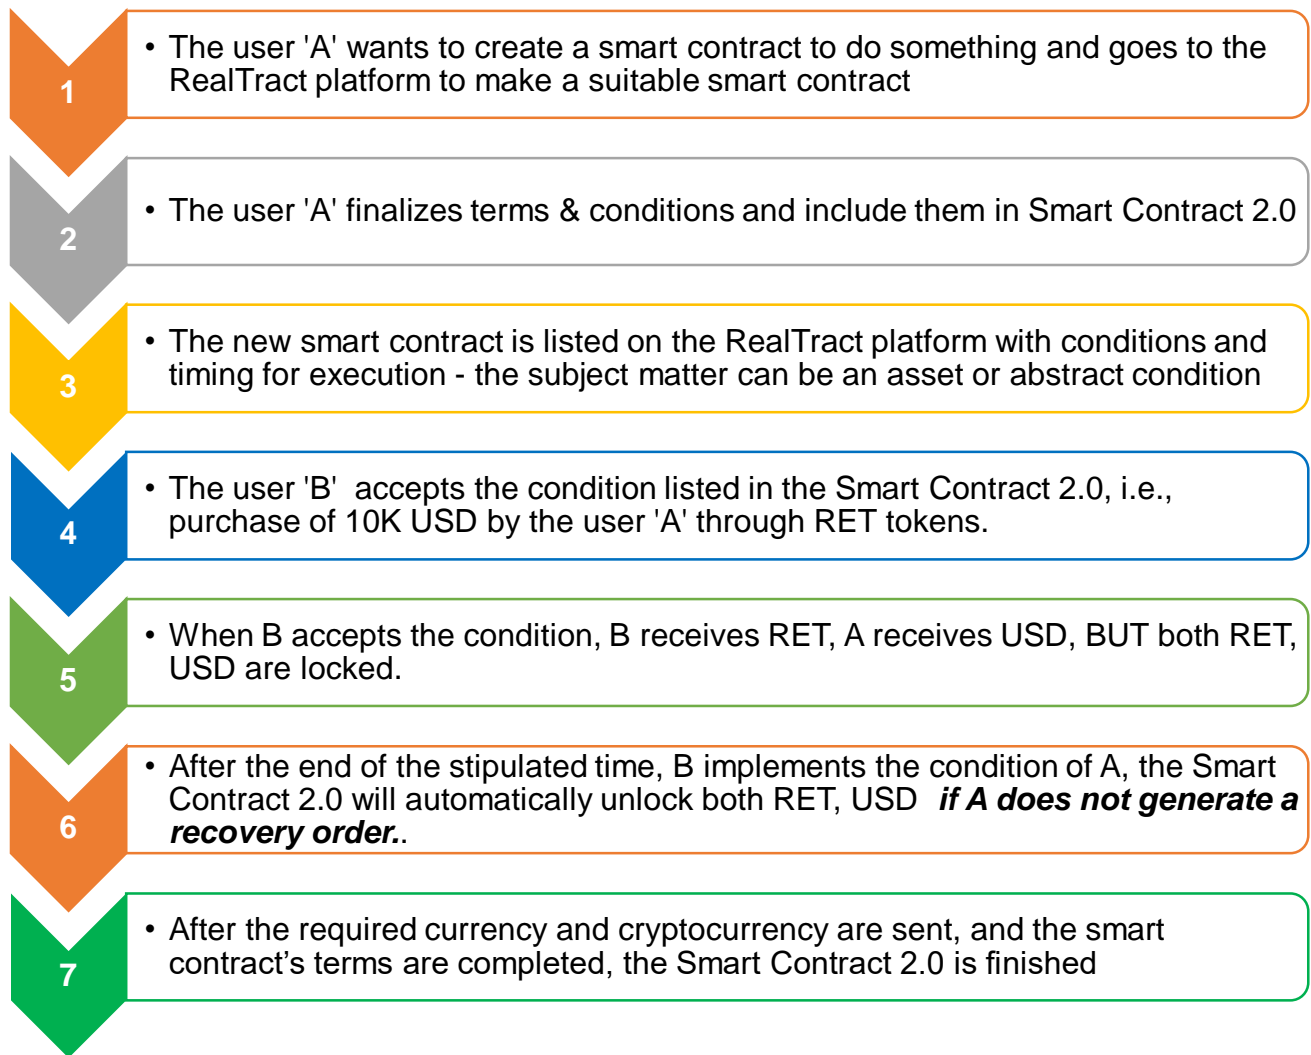 1
• The user 'A' wants to create a smart contract to do something and goes to the
RealTract platform to make a suitable smart contract
2
• The user 'A' finalizes terms & conditions and include them in Smart Contract 2.0
3
• The new smart contract is listed on the RealTract platform with conditions and
timing for execution - the subject matter can be an asset or abstract condition
4
• The user 'B'  accepts the condition listed in the Smart Contract 2.0, i.e.,
purchase of 10K USD by the user 'A' through RET tokens.
5
• When B accepts the condition, B receives RET, A receives USD, BUT both RET,
USD are locked.
6
• After the end of the stipulated time, B implements the condition of A, the Smart
Contract 2.0 will automatically unlock both RET, USD  if A does not generate a
recovery order..
7
• After the required currency and cryptocurrency are sent, and the smart
contract’s terms are completed, the Smart Contract 2.0 is finished